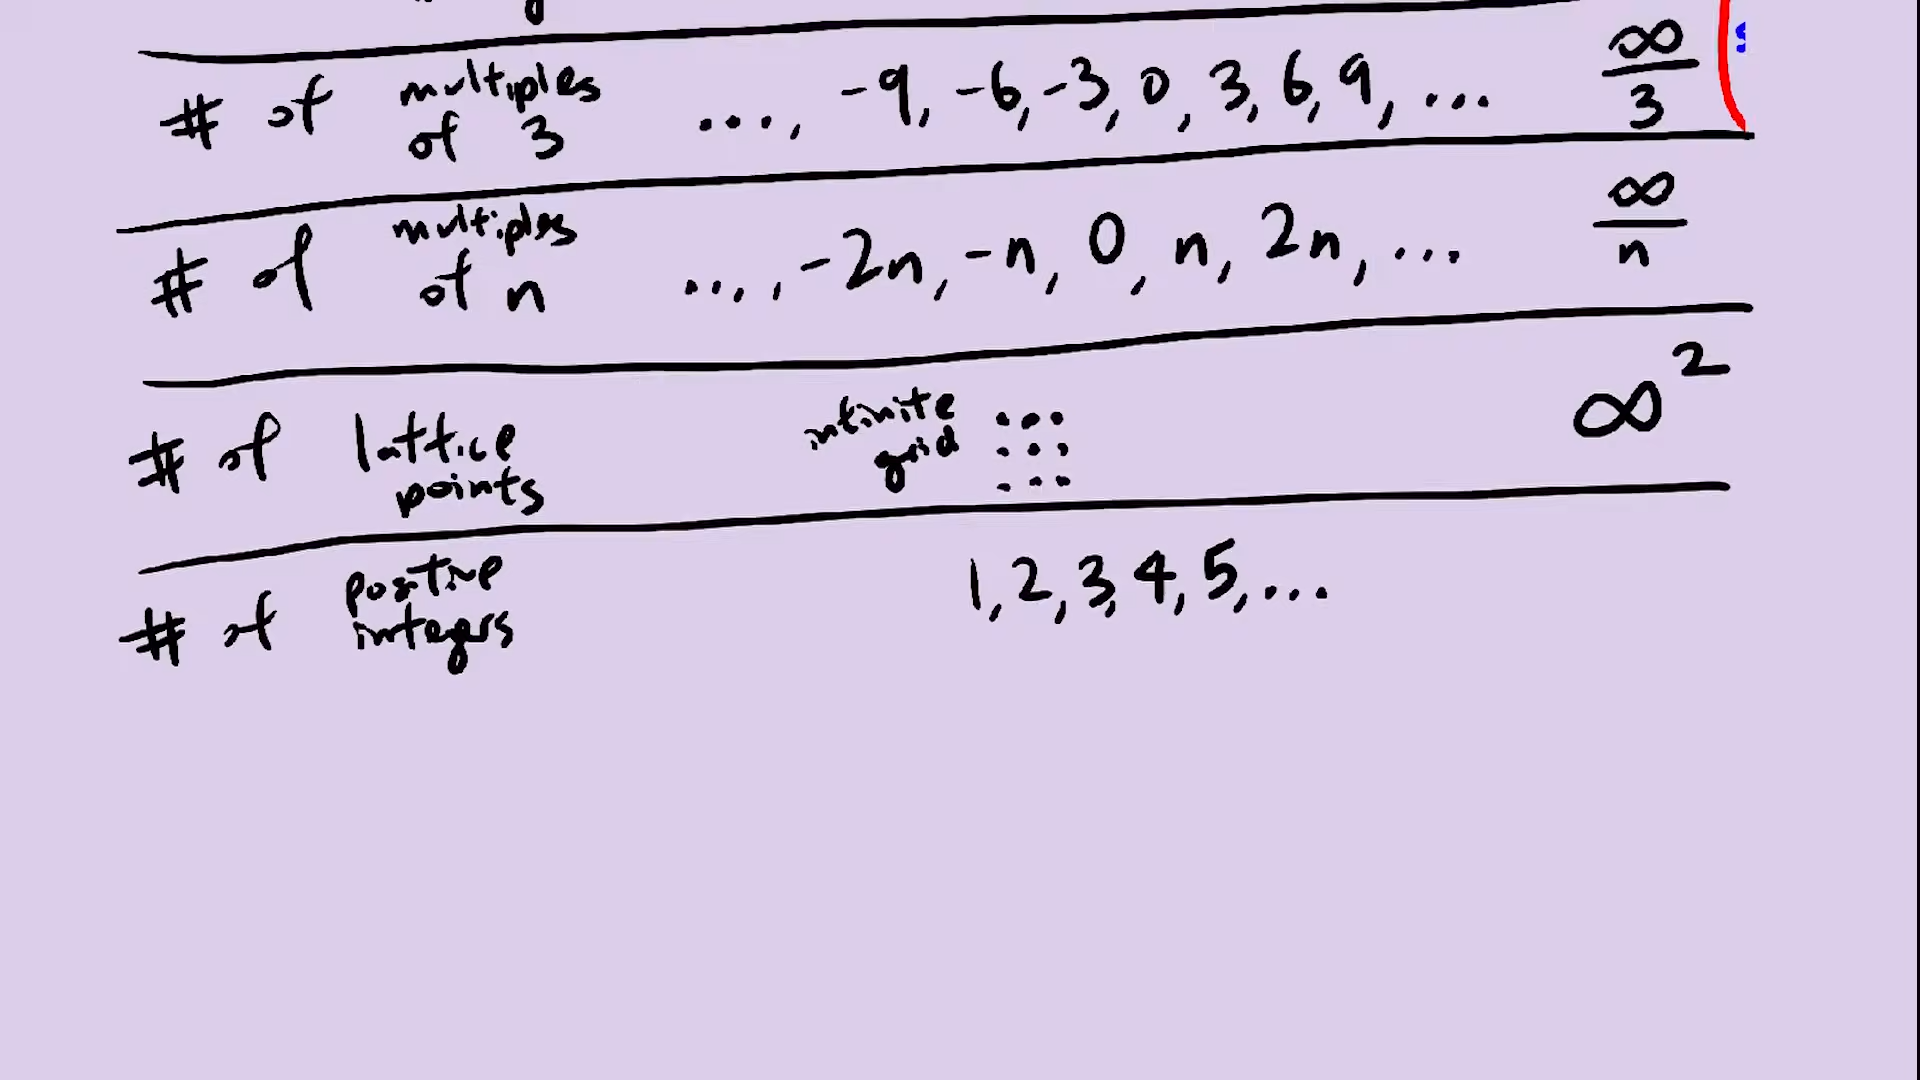 # of multiples of 3 ..., -9, -6, -3, 0, 3, 6, 9, ... ∞/3
# of multiples of n ..., -2n, -n, 0, n, 2n, ... ∞/n
# of lattice points infinite grid ∞²
# of positive integers 1, 2, 3, 4, 5, ...